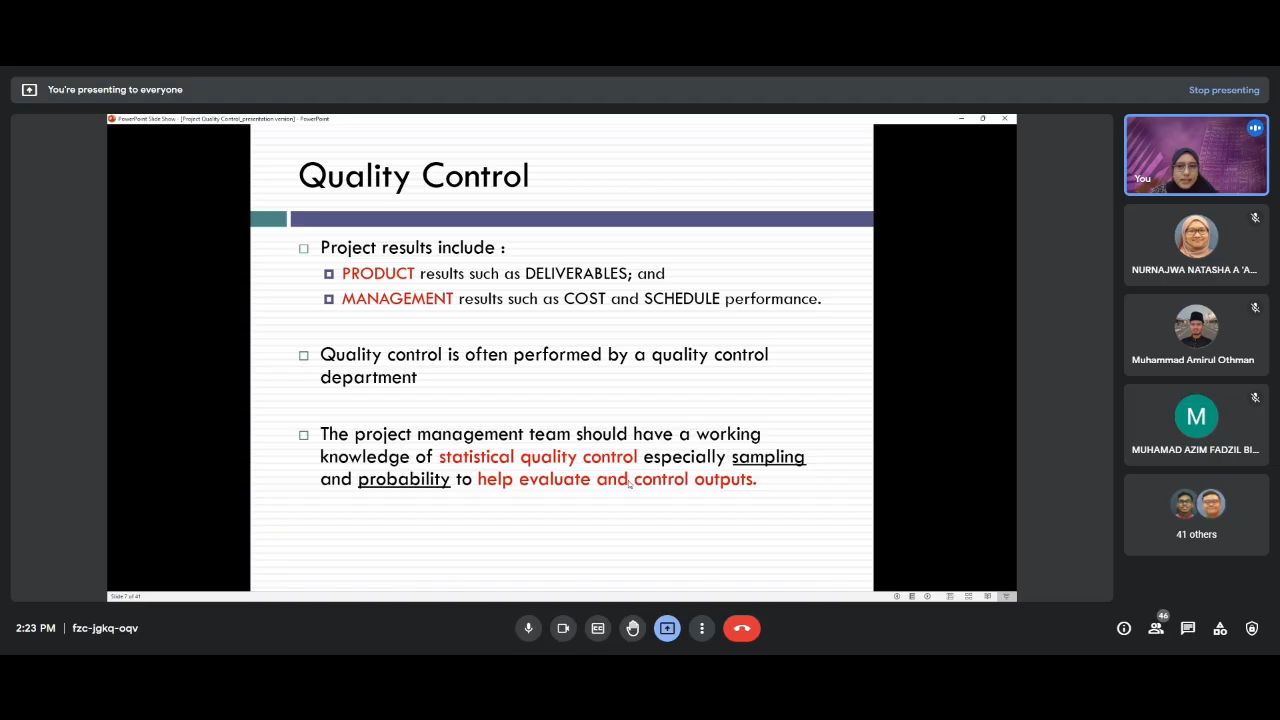 You're presenting to everyone
Stop presenting
PowerPoint Slide Show - [Project Quality Control_presentation version] - PowerPoint
Quality Control
Project results include :
PRODUCT results such as DELIVERABLES; and
MANAGEMENT results such as COST and SCHEDULE performance.
Quality control is often performed by a quality control
department
The project management team should have a working
knowledge of statistical quality control especially sampling
and probability to help evaluate and control outputs.
Slide 7 of 41
You
NURNAJWA NATASHA A 'A...
Muhammad Amirul Othman
M
MUHAMAD AZIM FADZIL BI...
41 others
2:23 PM | fzc-jgkq-oqv
46